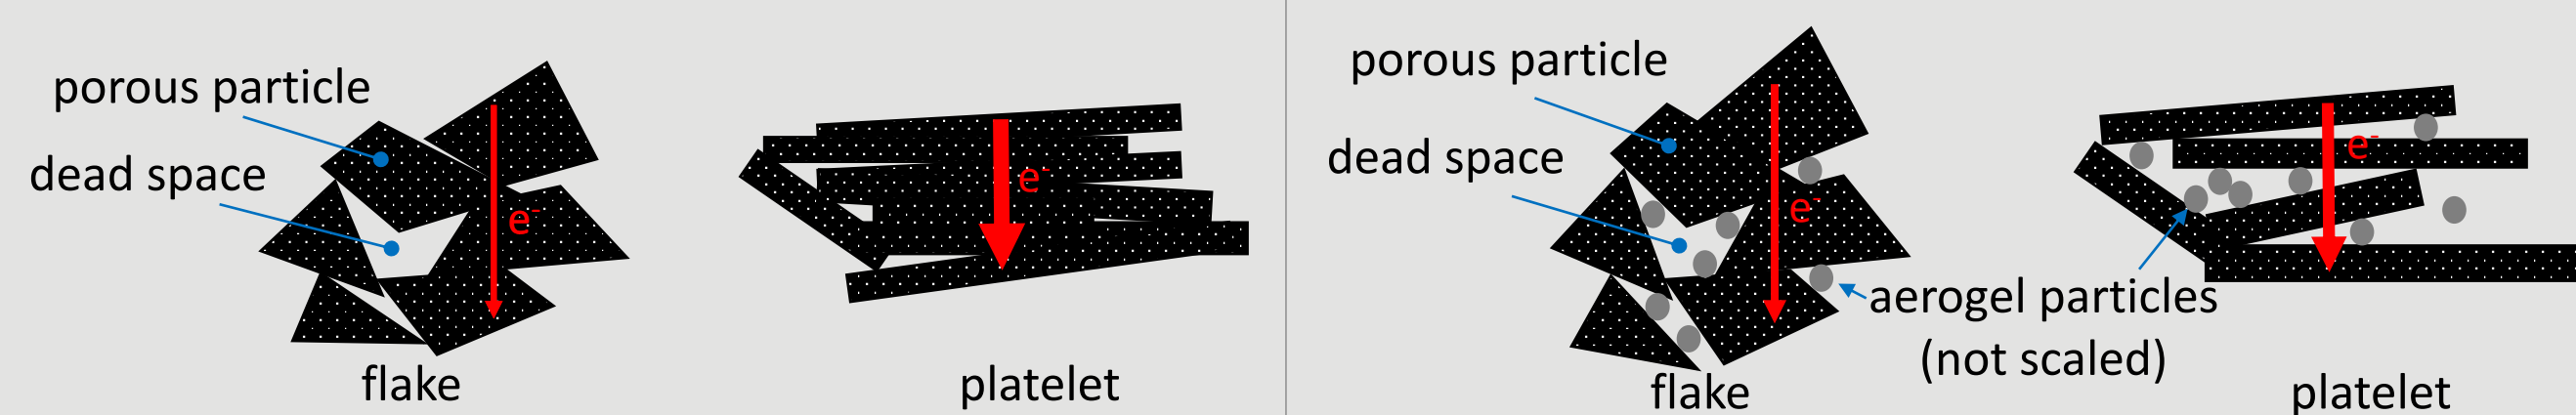 porous particle
dead space
e-
flake
e-
platelet
porous particle
dead space
e-
flake
aerogel particles
(not scaled)
e-
platelet